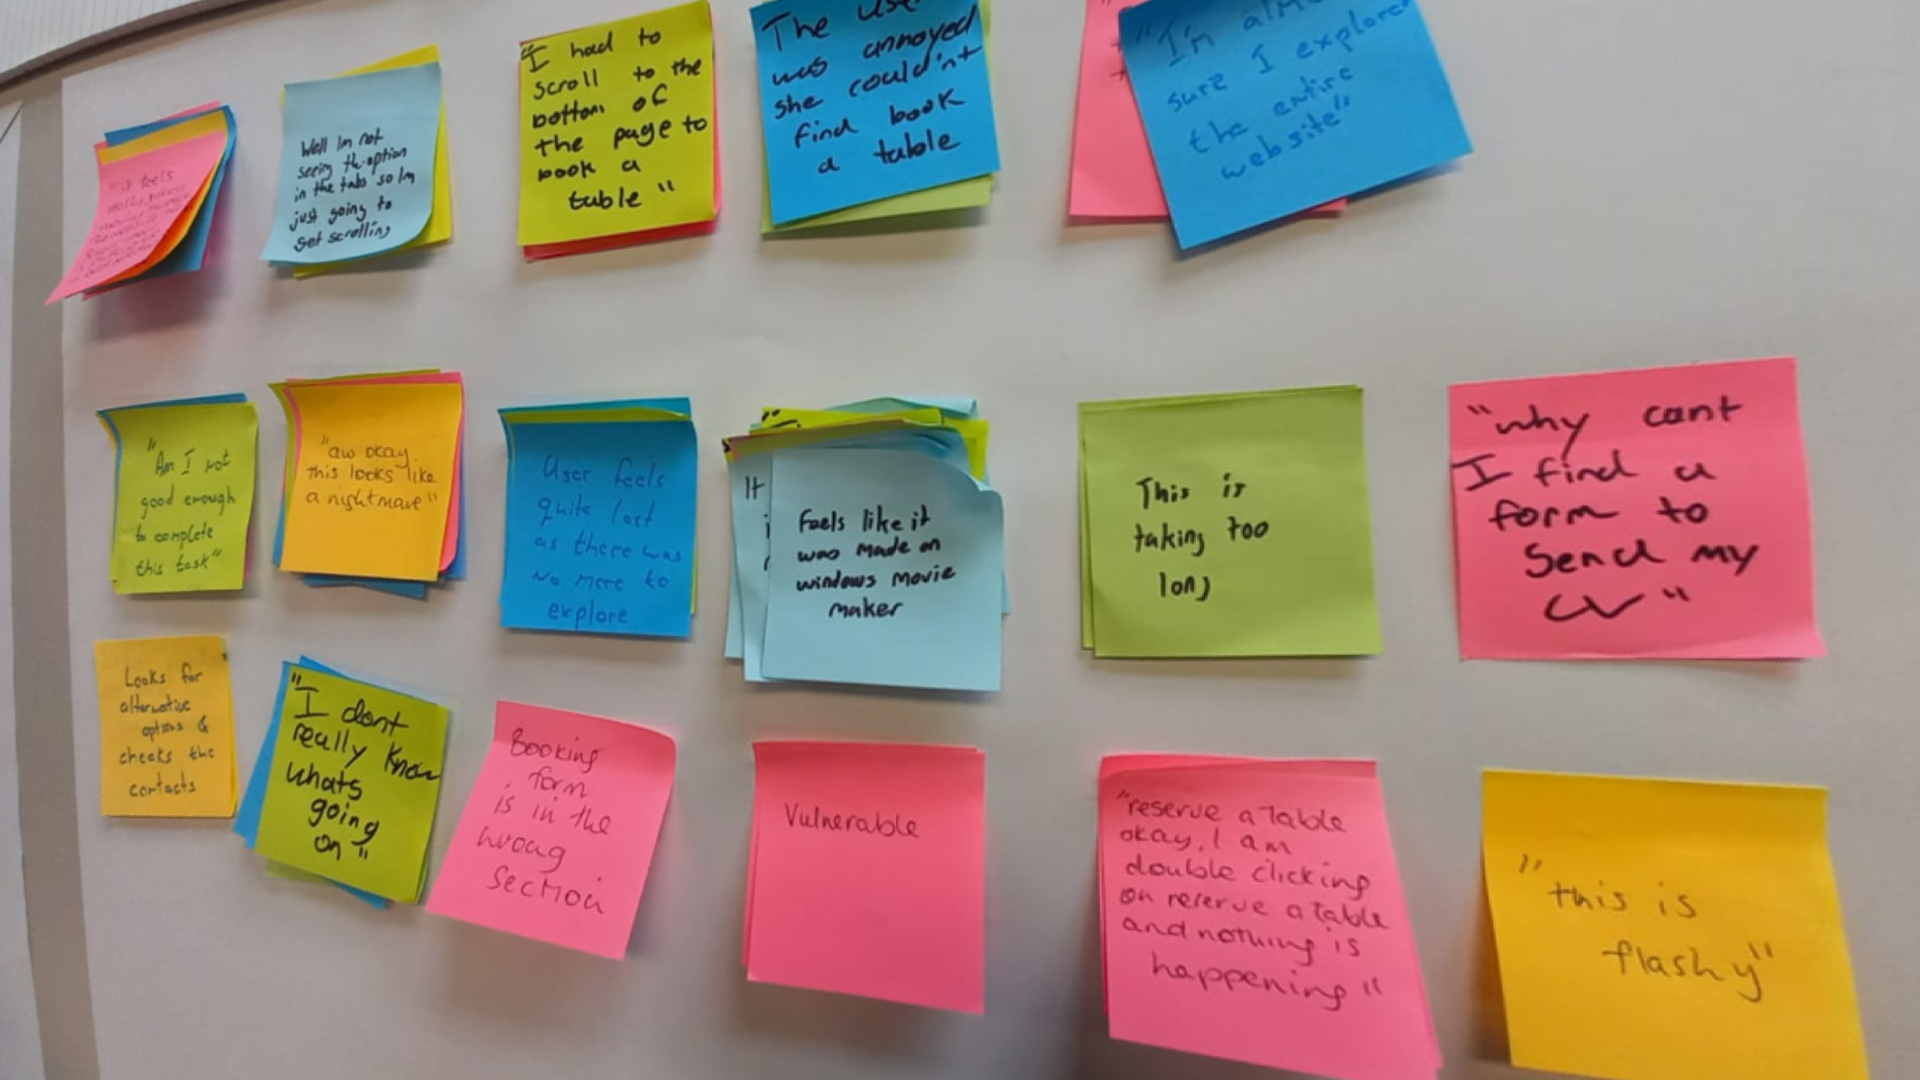 "it feels
Well Im not
seeing the option
in the tabs so Im
just going to
get scrolling
"I had to
scroll to the
bottom of
the page to
book a
table"
The user
was annoyed
she couldn't
find book
a table
"I'm
sure I explored
the entire
website"
"Am I not
good enough
to complete
this task"
"aw okay
This looks like
a nightmare"
User feels
quite lost
as there was
no more to
explore
It
Feels like it
was made on
windows movie
maker
This is
taking too
long
"why cant
I find a
form to
Send my
CV"
Looks for
alternative
options &
checks the
contacts
"I dont
really know
whats
going
on"
Booking
form
is in the
wrong
section
Vulnerable
"reserve a table
okay, I am
double clicking
on reserve a table
and nothing is
happening"
"this is
flashy"